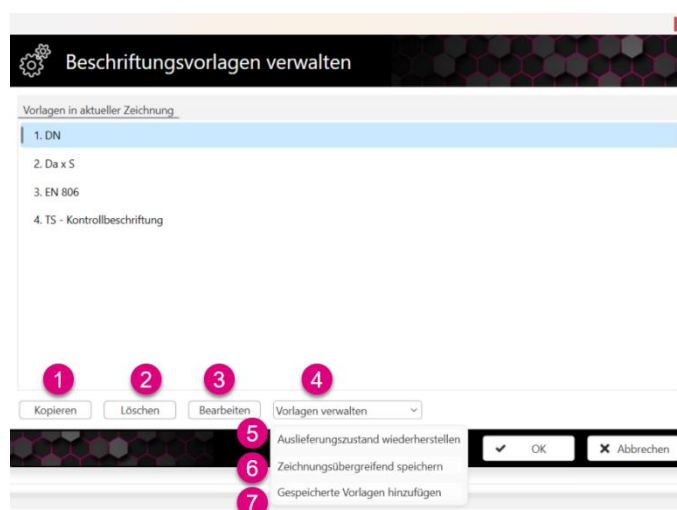 Beschriftungsvorlagen verwalten
Vorlagen in aktueller Zeichnung
1. DN
2. Da x S
3. EN 806
4. TS - Kontrollbeschriftung
1 2 3 4
Kopieren Löschen Bearbeiten Vorlagen verwalten
5 Auslieferungszustand wiederherstellen
OK Abbrechen
6 Zeichnungsübergreifend speichern
7 Gespeicherte Vorlagen hinzufügen